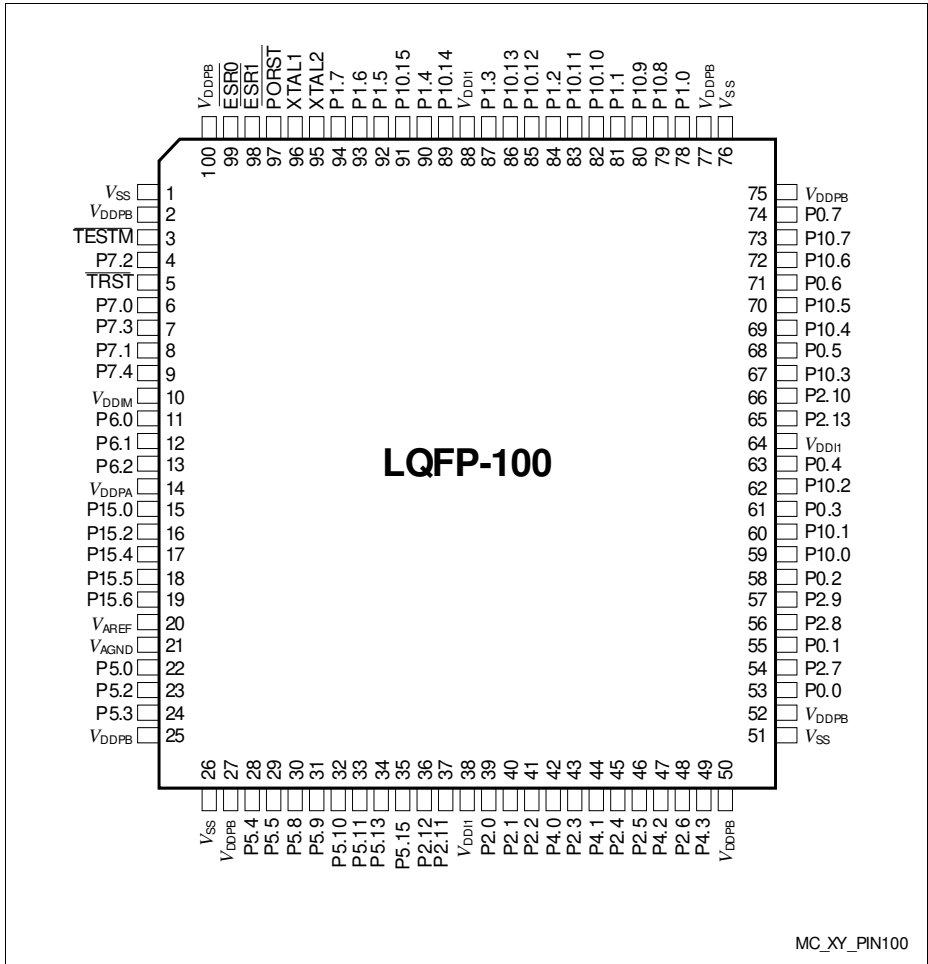 VDDPB
ESR0
ESR1
PORST
XTAL1
XTAL2
P1.7
P1.6
P1.5
P10.15
P1.4
P10.14
VDDI1
P1.3
P10.13
P10.12
P1.2
P10.11
P10.10
P1.1
P10.9
P10.8
P1.0
VDDPB
VSS
100
99
98
97
96
95
94
93
92
91
90
89
88
87
86
85
84
83
82
81
80
79
78
77
76
VSS 1
VDDPB 2
TESTM 3
P7.2 4
TRST 5
P7.0 6
P7.3 7
P7.1 8
P7.4 9
VDDIM 10
P6.0 11
P6.1 12
P6.2 13
VDDPA 14
P15.0 15
P15.2 16
P15.4 17
P15.5 18
P15.6 19
VAREF 20
VAGND 21
P5.0 22
P5.2 23
P5.3 24
VDDPB 25
LQFP-100
75 VDDPB
74 P0.7
73 P10.7
72 P10.6
71 P0.6
70 P10.5
69 P10.4
68 P0.5
67 P10.3
66 P2.10
65 P2.13
64 VDDI1
63 P0.4
62 P10.2
61 P0.3
60 P10.1
59 P10.0
58 P0.2
57 P2.9
56 P2.8
55 P0.1
54 P2.7
53 P0.0
52 VDDPB
51 VSS
26
27
28
29
30
31
32
33
34
35
36
37
38
39
40
41
42
43
44
45
46
47
48
49
50
VSS
VDDPB
P5.4
P5.5
P5.8
P5.9
P5.10
P5.11
P5.13
P5.15
P2.12
P2.11
VDDI1
P2.0
P2.1
P2.2
P4.0
P2.3
P4.1
P2.4
P2.5
P4.2
P2.6
P4.3
VDDPB
MC_XY_PIN100